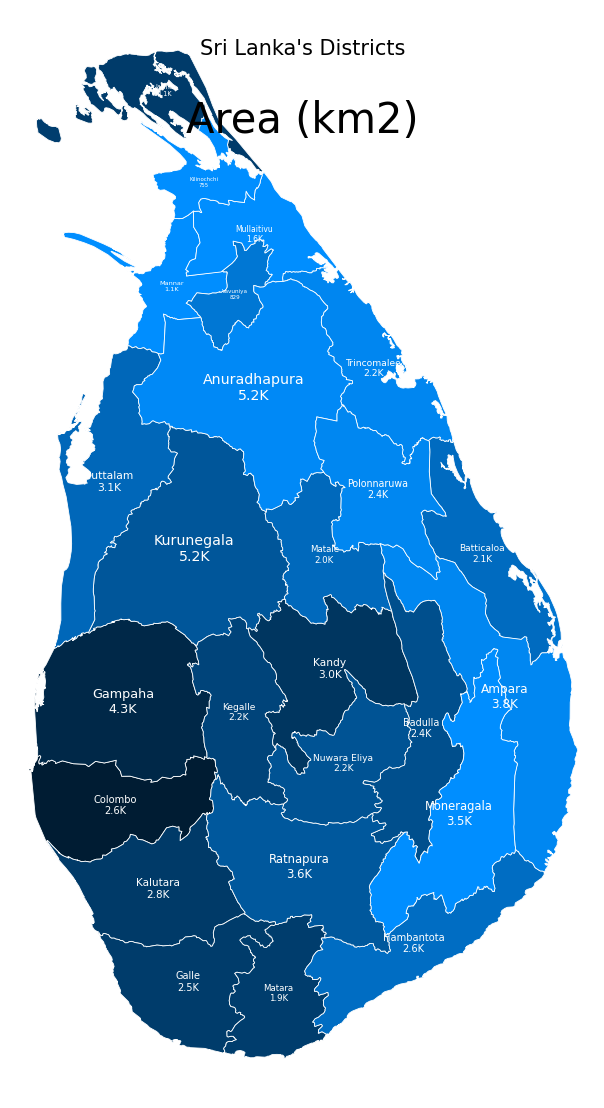 Sri Lanka's Districts
Area (km2)
Kilinochchi
755
Mullaitivu
1.6K
Mannar
1.1K
829
Trincomalee
2.2K
Anuradhapura
5.2K
Puttalam
3.1K
Polonnaruwa
2.4K
Kurunegala
5.2K
Matale
2.0K
Batticaloa
2.1K
Kandy
3.0K
Gampaha
4.3K
Ampara
3.8K
Kegalle
2.2K
Badulla
2.4K
Nuwara Eliya
2.2K
Colombo
2.6K
Moneragala
3.5K
Ratnapura
3.6K
Kalutara
2.8K
Hambantota
2.6K
Galle
2.5K
Matara
1.9K